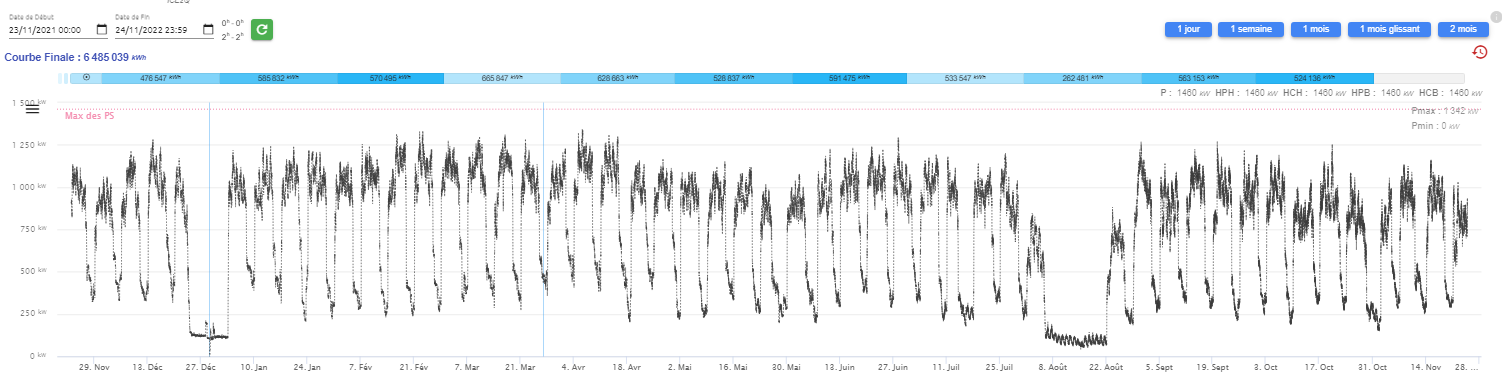 Date de Début
Date de Fin
23/11/2021 00:00
24/11/2022 23:59
0ʰ - 0ʰ
2ʰ - 2ʰ
1 jour
1 semaine
1 mois
1 mois glissant
2 mois
Courbe Finale : 6 485 039 kWh
476 547 kWh
585 832 kWh
570 495 kWh
665 847 kWh
628 663 kWh
528 837 kWh
591 475 kWh
533 547 kWh
262 481 kWh
563 153 kWh
524 136 kWh
P : 1460 kW HPH : 1460 kW HCH : 1460 kW HPB : 1460 kW HCB : 1460 kW
Pmax : 1 342 kW
Pmin : 0 kW
Max des PS
1 500 kW
1 250 kW
1 000 kW
750 kW
500 kW
250 kW
0 kW
29. Nov
13. Déc
27. Déc
10. Jan
24. Jan
7. Fév
21. Fév
7. Mar
21. Mar
4. Avr
18. Avr
2. Mai
16. Mai
30. Mai
13. Juin
27. Juin
11. Juil
25. Juil
8. Août
22. Août
5. Sept
19. Sept
3. Oct
17. Oct
31. Oct
14. Nov
28. ...